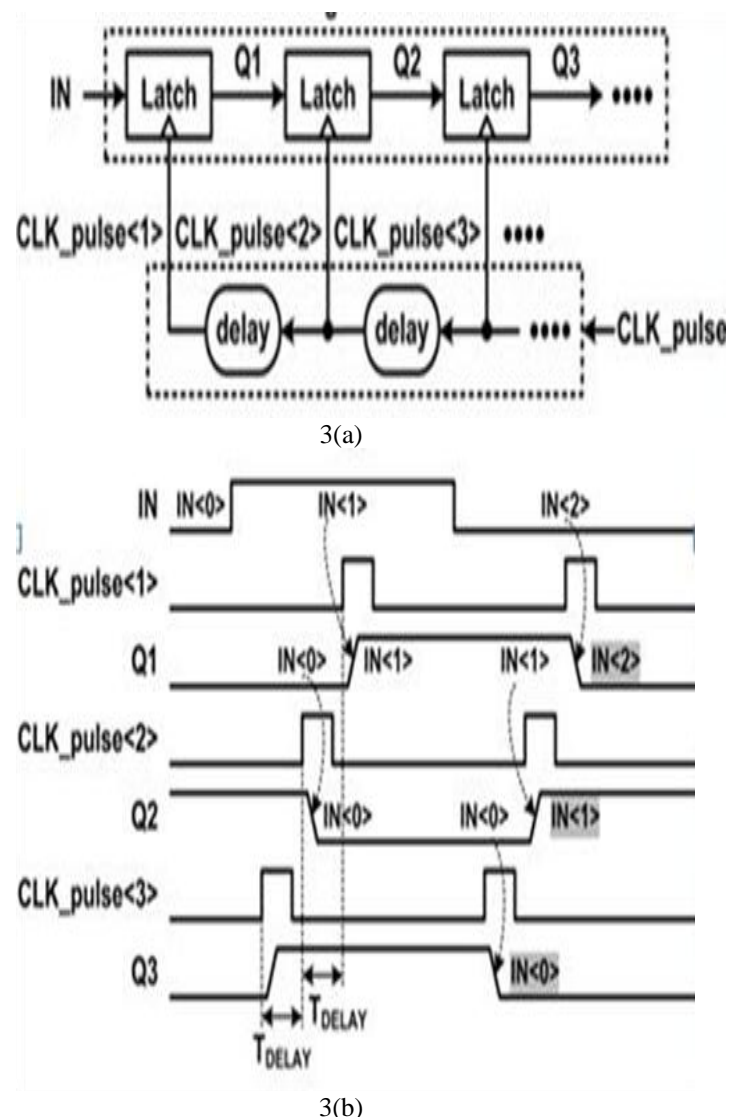 Q1 Q2 Q3
IN Latch Latch Latch ••••
CLK_pulse<1> CLK_pulse<2> CLK_pulse<3> ••••
delay delay •••• CLK_pulse
3(a)
IN IN<0> IN<1> IN<2>
CLK_pulse<1>
Q1 IN<0> IN<1> IN<1> IN<2>
CLK_pulse<2>
Q2 IN<0> IN<0> IN<1>
CLK_pulse<3>
Q3 IN<0>
TDELAY
TDELAY
3(b)